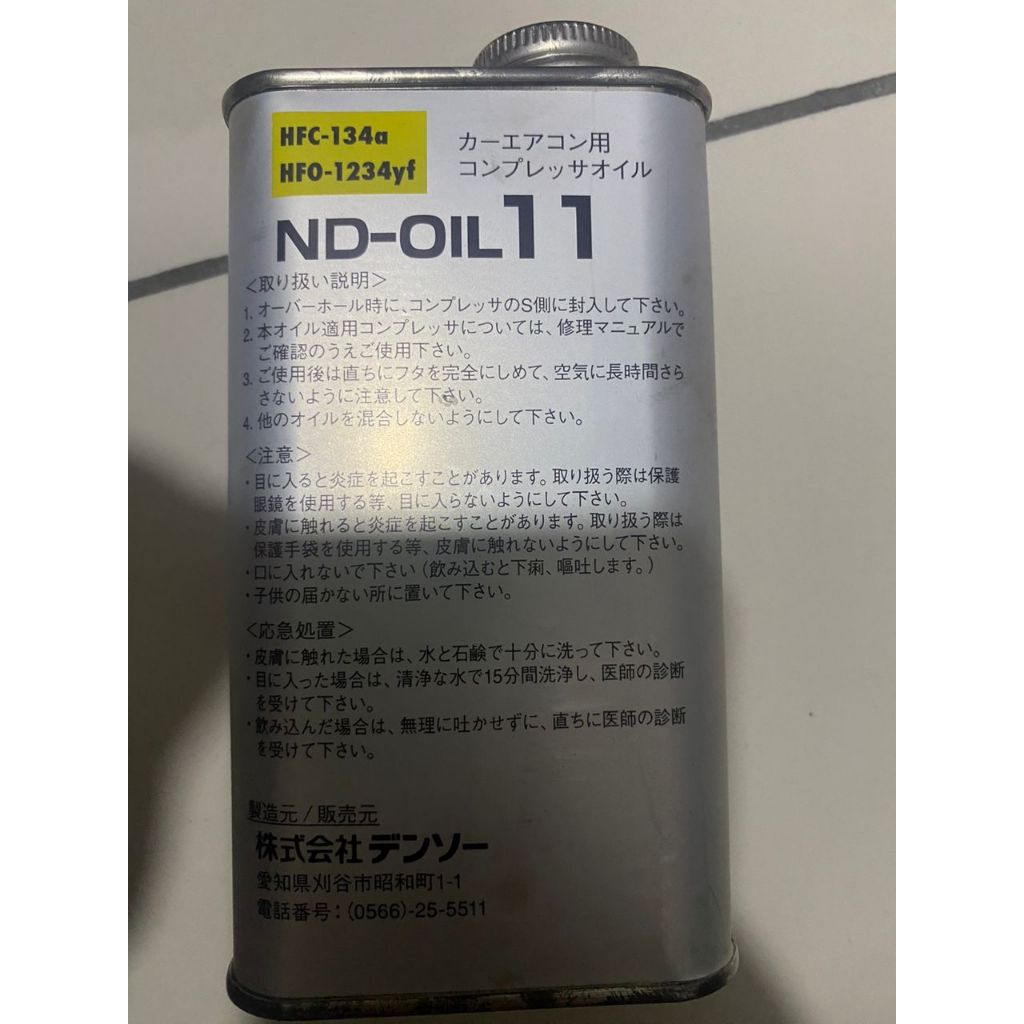 HFC-134a
HFO-1234yf
カーエアコン用
コンプレッサオイル
ND-OIL11
<取り扱い説明>
1. オーバーホール時に、コンプレッサのS側に封入して下さい。
2. 本オイル適用コンプレッサについては、修理マニュアルで
ご確認のうえご使用下さい。
3. ご使用後は直ちにフタを完全にしめて、空気に長時間さら
さないように注意して下さい。
4. 他のオイルを混合しないようにして下さい。
<注意>
・目に入ると炎症を起こすことがあります。取り扱う際は保護
眼鏡を使用する等、目に入らないようにして下さい。
・皮膚に触れると炎症を起こすことがあります。取り扱う際は
保護手袋を使用する等、皮膚に触れないようにして下さい。
・口に入れないで下さい(飲み込むと下痢、嘔吐します。)
・子供の届かない所に置いて下さい。
<応急処置>
・皮膚に触れた場合は、水と石鹸で十分に洗って下さい。
・目に入った場合は、清浄な水で15分間洗浄し、医師の診断
を受けて下さい。
・飲み込んだ場合は、無理に吐かせずに、直ちに医師の診断
を受けて下さい。
製造元/販売元
株式会社デンソー
愛知県刈谷市昭和町1-1
電話番号:(0566)-25-5511